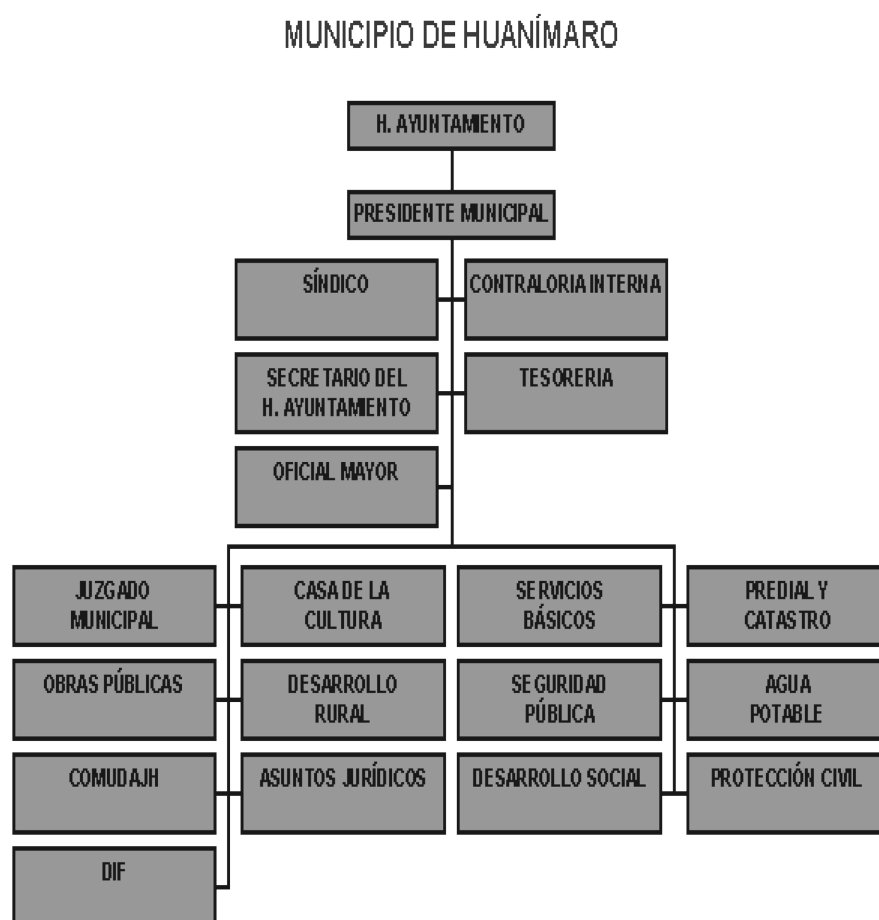 MUNICIPIO DE HUANÍMARO
H. AYUNTAMIENTO
PRESIDENTE MUNICIPAL
SÍNDICO
CONTRALORIA INTERNA
SECRETARIO DEL
H. AYUNTAMIENTO
TESORERIA
OFICIAL MAYOR
JUZGADO
MUNICIPAL
CASA DE LA
CULTURA
SERVICIOS
BÁSICOS
PREDIAL Y
CATASTRO
OBRAS PÚBLICAS
DESARROLLO
RURAL
SEGURIDAD
PÚBLICA
AGUA
POTABLE
COMUDAJH
ASUNTOS JURÍDICOS
DESARROLLO SOCIAL
PROTECCIÓN CIVIL
DIF